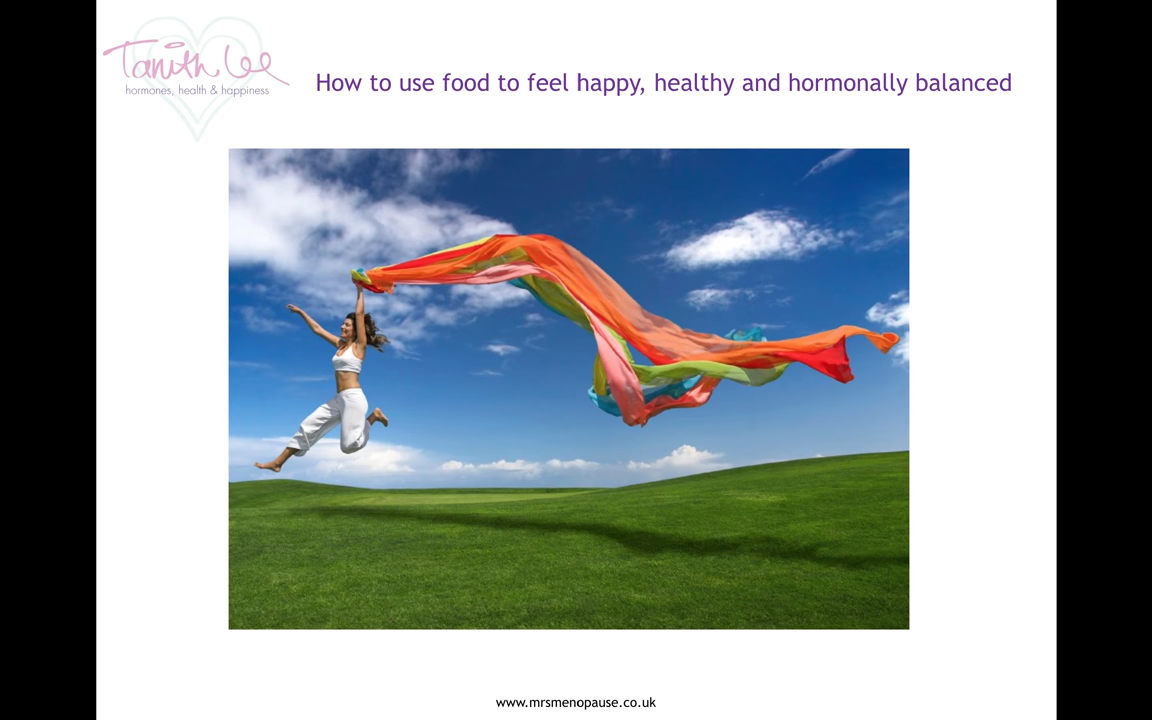 Tanith Lee
hormones, health & happiness
How to use food to feel happy, healthy and hormonally balanced
www.mrsmenopause.co.uk